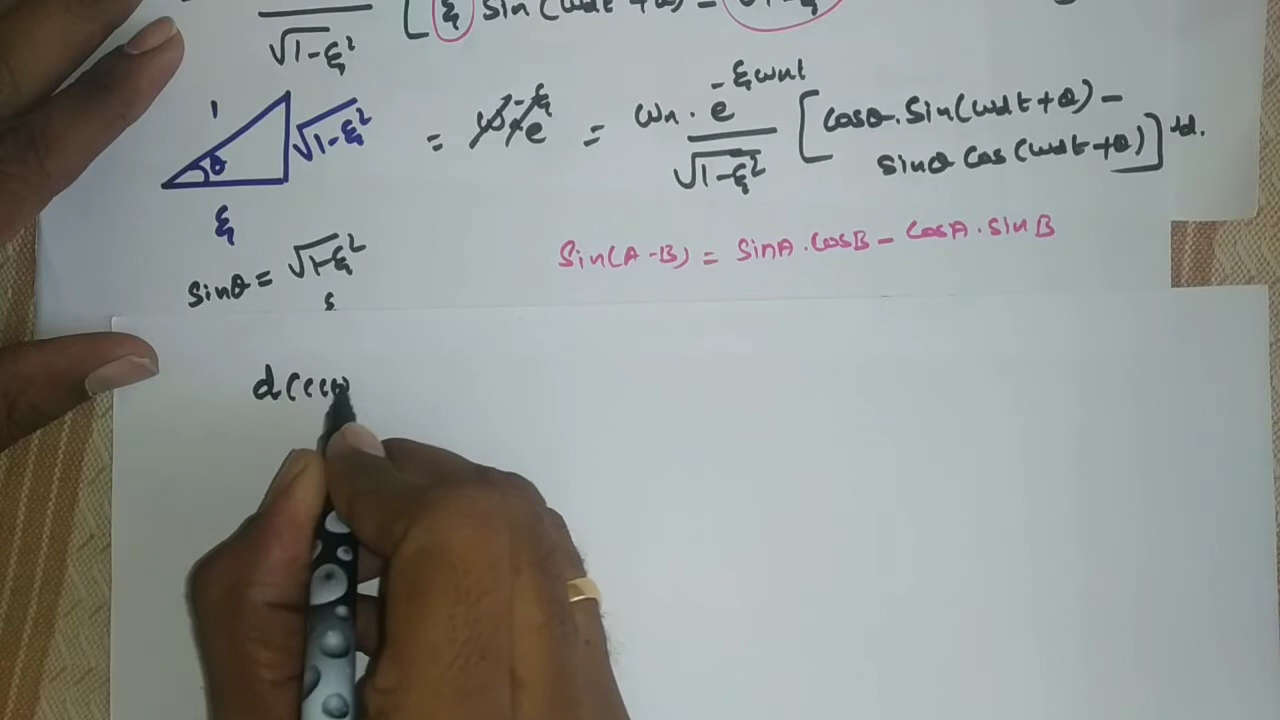 √1-ξ² [ξ sin(ωdt+θ) - √1-ξ²
1 θ √1-ξ² ξ
= = ωn . e^-ξωnt / √1-ξ² [cosθ.Sin(ωdt+θ) -
sinθ Cos(ωdt+θ)]
Sin(A-B) = SinA.CosB - CosA.SinB
Sinθ = √1-ξ²
d(c(t)